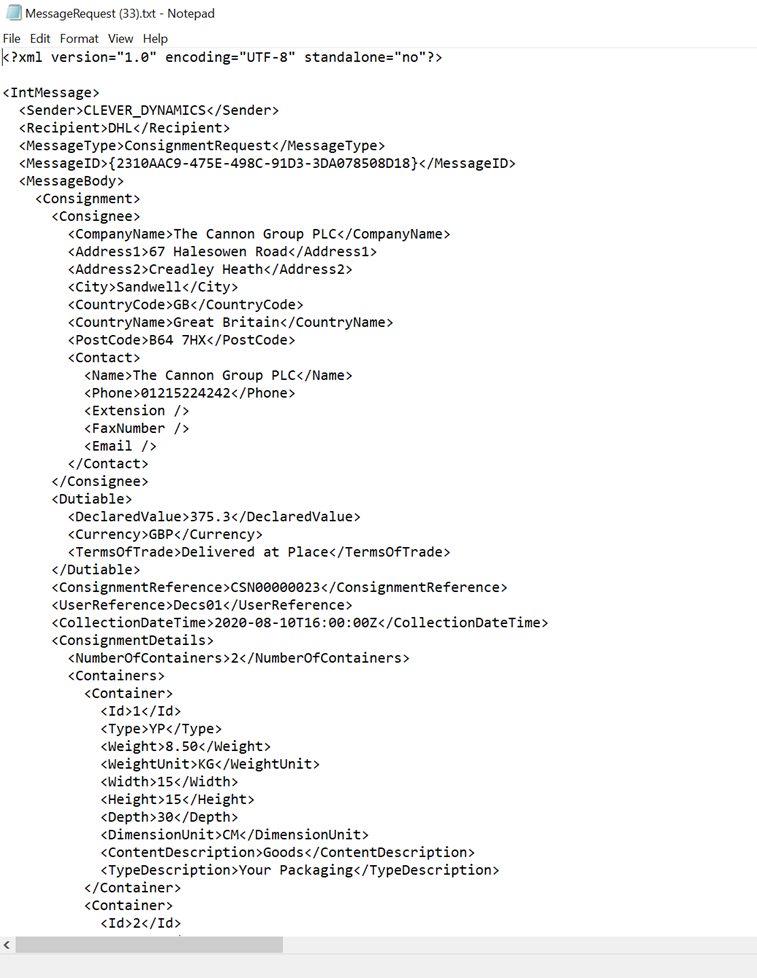 MessageRequest (33).txt - Notepad
File Edit Format View Help
<?xml version="1.0" encoding="UTF-8" standalone="no"?>
<IntMessage>
<Sender>CLEVER_DYNAMICS</Sender>
<Recipient>DHL</Recipient>
<MessageType>ConsignmentRequest</MessageType>
<MessageID>{2310AAC9-475E-498C-91D3-3DA078508D18}</MessageID>
<MessageBody>
<Consignment>
<Consignee>
<CompanyName>The Cannon Group PLC</CompanyName>
<Address1>67 Halesowen Road</Address1>
<Address2>Creadley Heath</Address2>
<City>Sandwell</City>
<CountryCode>GB</CountryCode>
<CountryName>Great Britain</CountryName>
<PostCode>B64 7HX</PostCode>
<Contact>
<Name>The Cannon Group PLC</Name>
<Phone>01215224242</Phone>
<Extension />
<FaxNumber />
<Email />
</Contact>
</Consignee>
<Dutiable>
<DeclaredValue>375.3</DeclaredValue>
<Currency>GBP</Currency>
<TermsOfTrade>Delivered at Place</TermsOfTrade>
</Dutiable>
<ConsignmentReference>CSN00000023</ConsignmentReference>
<UserReference>Decs01</UserReference>
<CollectionDateTime>2020-08-10T16:00:00Z</CollectionDateTime>
<ConsignmentDetails>
<NumberOfContainers>2</NumberOfContainers>
<Containers>
<Container>
<Id>1</Id>
<Type>YP</Type>
<Weight>8.50</Weight>
<WeightUnit>KG</WeightUnit>
<Width>15</Width>
<Height>15</Height>
<Depth>30</Depth>
<DimensionUnit>CM</DimensionUnit>
<ContentDescription>Goods</ContentDescription>
<TypeDescription>Your Packaging</TypeDescription>
</Container>
<Container>
<Id>2</Id>